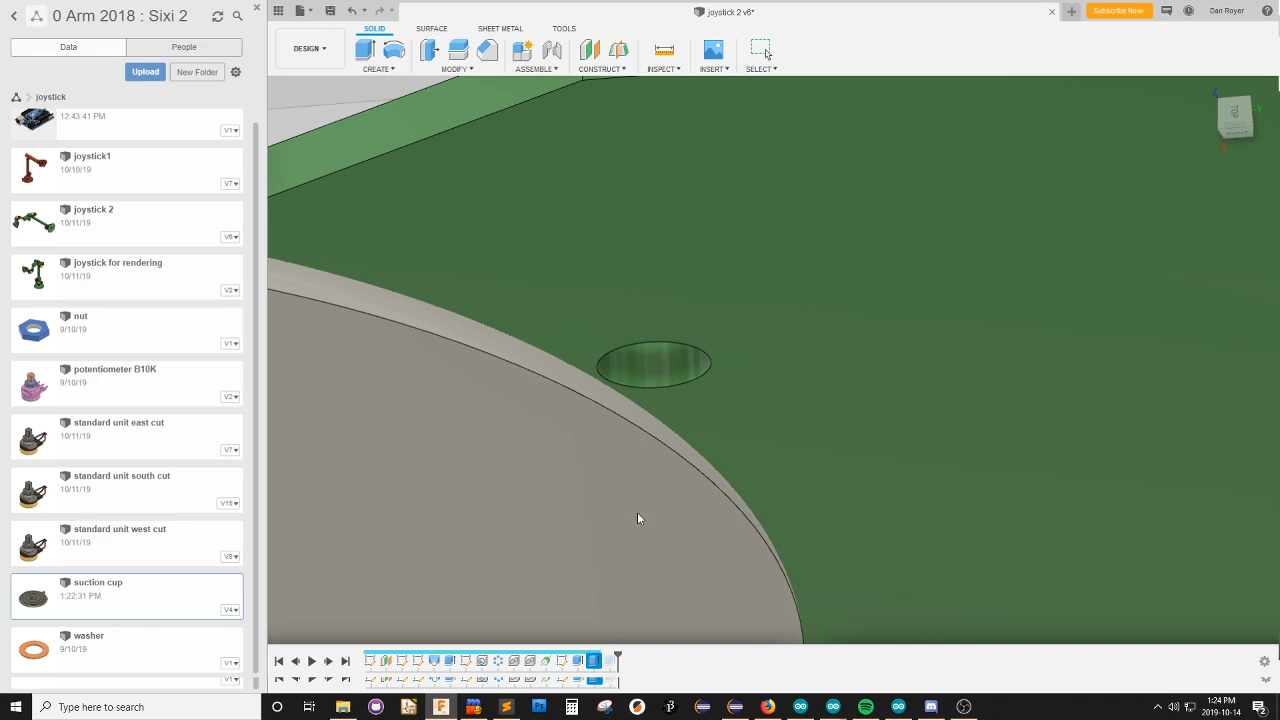 0 Arm 2018 : Sixi 2
joystick 2 v6*
Subscribe Now
Dan Royer
Data
People
SOLID
SURFACE
SHEET METAL
TOOLS
DESIGN
CREATE
MODIFY
ASSEMBLE
CONSTRUCT
INSPECT
INSERT
SELECT
Upload
New Folder
joystick
12:43:41 PM
V1
joystick1
10/10/19
V7
joystick 2
10/11/19
V6
joystick for rendering
10/11/19
V2
nut
9/10/19
V1
potentiometer B10K
9/10/19
V2
standard unit east cut
10/11/19
V7
standard unit south cut
10/11/19
V15
standard unit west cut
10/11/19
V8
suction cup
1:22:31 PM
V4
washer
9/10/19
V1
V1
Z
TOP
Y
X
Type here to search
1:24 PM
2019-10-14
2